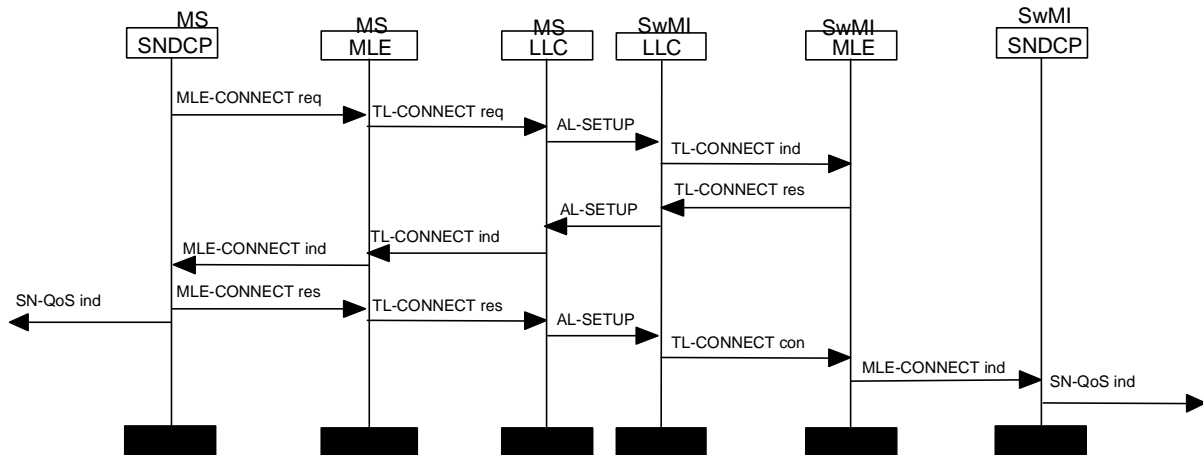 MS
SNDCP
MS
MLE
MS
LLC
SwMI
LLC
SwMI
MLE
SwMI
SNDCP
MLE-CONNECT req
TL-CONNECT req
AL-SETUP
TL-CONNECT ind
TL-CONNECT res
AL-SETUP
TL-CONNECT ind
MLE-CONNECT ind
MLE-CONNECT res
SN-QoS ind
TL-CONNECT res
AL-SETUP
TL-CONNECT con
MLE-CONNECT ind
SN-QoS ind